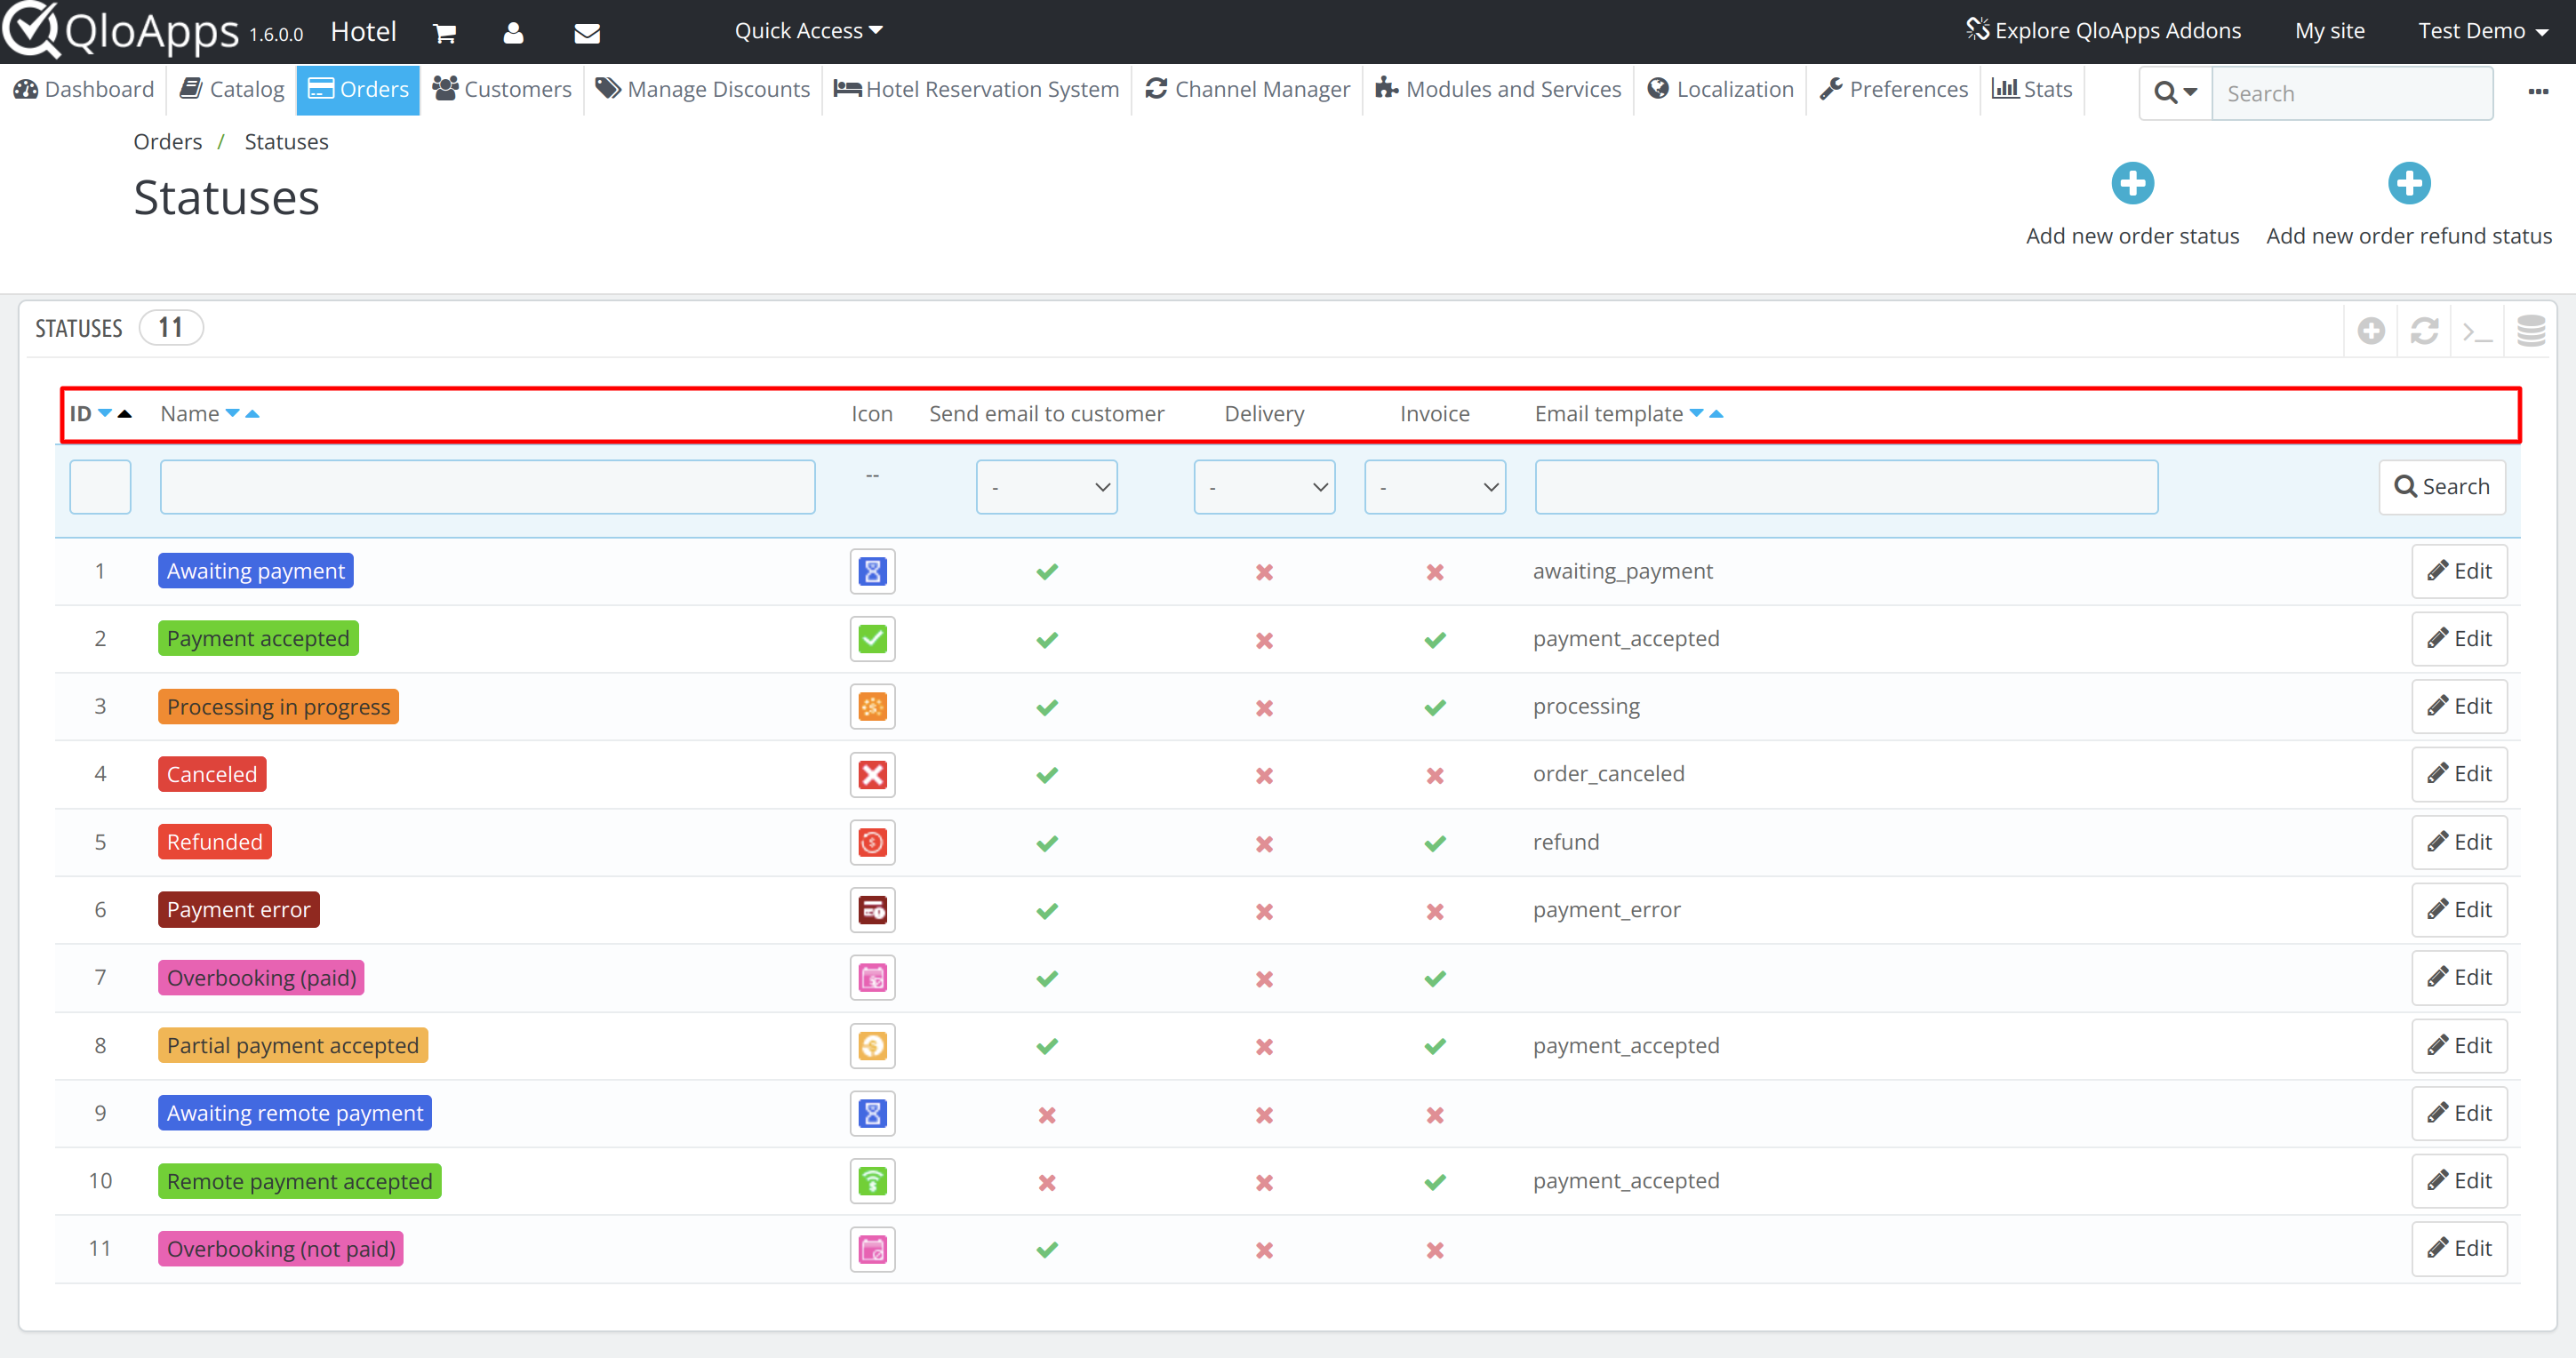 QloApps 1.6.0.0 Hotel Quick Access Explore QloApps Addons My site Test Demo
Dashboard Catalog Orders Customers Manage Discounts Hotel Reservation System Channel Manager Modules and Services Localization Preferences Stats Search
Orders / Statuses
Statuses
Add new order status Add new order refund status
STATUSES 11
ID Name Icon Send email to customer Delivery Invoice Email template
-- - - - Search
1 Awaiting payment awaiting_payment Edit
2 Payment accepted payment_accepted Edit
3 Processing in progress processing Edit
4 Canceled order_canceled Edit
5 Refunded refund Edit
6 Payment error payment_error Edit
7 Overbooking (paid) Edit
8 Partial payment accepted payment_accepted Edit
9 Awaiting remote payment Edit
10 Remote payment accepted payment_accepted Edit
11 Overbooking (not paid) Edit